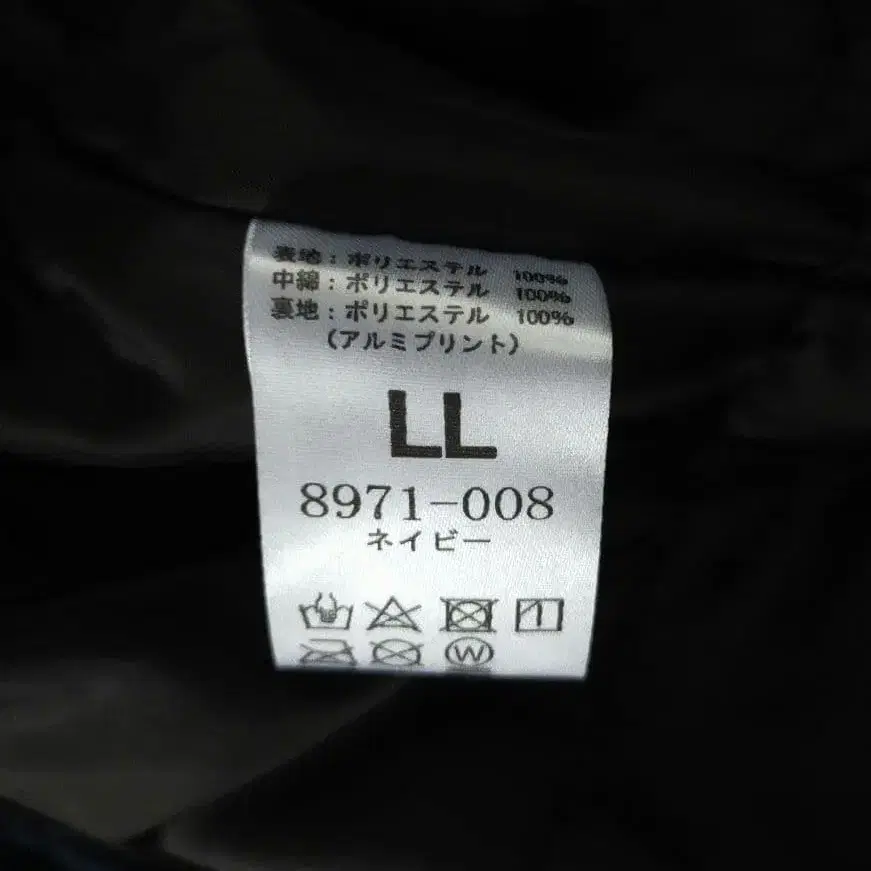 表地：ポリエステル 100%
中綿：ポリエステル 100%
裏地：ポリエステル 100%
（アルミプリント）
LL
8971-008
ネイビー
W